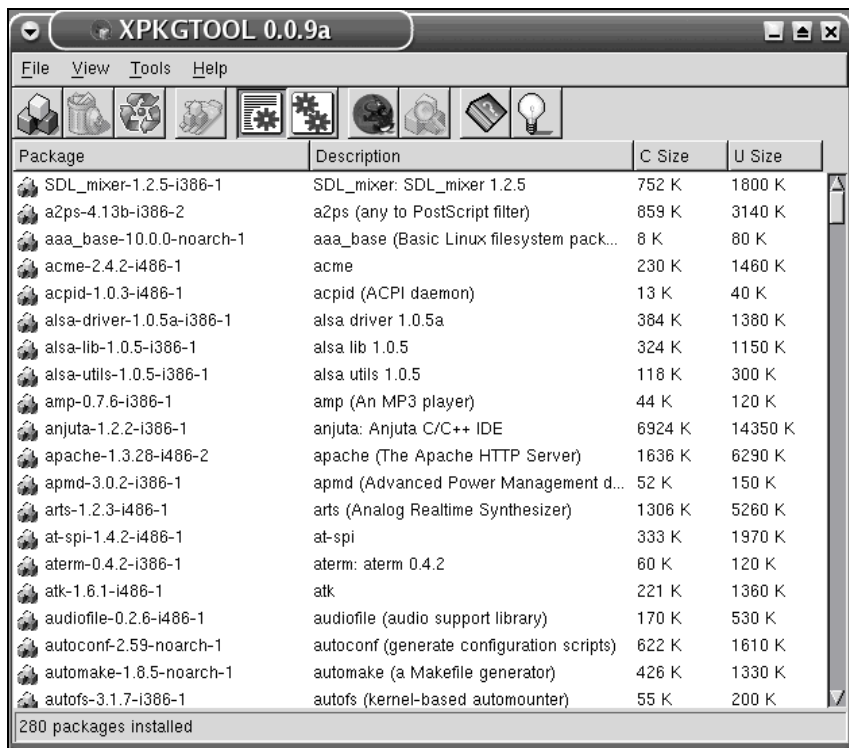 XPKGTOOL 0.0.9a
File View Tools Help
Package Description C Size U Size
SDL_mixer-1.2.5-i386-1 SDL_mixer: SDL_mixer 1.2.5 752 K 1800 K
a2ps-4.13b-i386-2 a2ps (any to PostScript filter) 859 K 3140 K
aaa_base-10.0.0-noarch-1 aaa_base (Basic Linux filesystem pack... 8 K 80 K
acme-2.4.2-i486-1 acme 230 K 1460 K
acpid-1.0.3-i486-1 acpid (ACPI daemon) 13 K 40 K
alsa-driver-1.0.5a-i386-1 alsa driver 1.0.5a 384 K 1380 K
alsa-lib-1.0.5-i386-1 alsa lib 1.0.5 324 K 1150 K
alsa-utils-1.0.5-i386-1 alsa utils 1.0.5 118 K 300 K
amp-0.7.6-i386-1 amp (An MP3 player) 44 K 120 K
anjuta-1.2.2-i386-1 anjuta: Anjuta C/C++ IDE 6924 K 14350 K
apache-1.3.28-i486-2 apache (The Apache HTTP Server) 1636 K 6290 K
apmd-3.0.2-i386-1 apmd (Advanced Power Management d... 52 K 150 K
arts-1.2.3-i486-1 arts (Analog Realtime Synthesizer) 1306 K 5260 K
at-spi-1.4.2-i486-1 at-spi 333 K 1970 K
aterm-0.4.2-i386-1 aterm: aterm 0.4.2 60 K 120 K
atk-1.6.1-i486-1 atk 221 K 1360 K
audiofile-0.2.6-i486-1 audiofile (audio support library) 170 K 530 K
autoconf-2.59-noarch-1 autoconf (generate configuration scripts) 622 K 1610 K
automake-1.8.5-noarch-1 automake (a Makefile generator) 426 K 1330 K
autofs-3.1.7-i386-1 autofs (kernel-based automounter) 55 K 200 K
280 packages installed